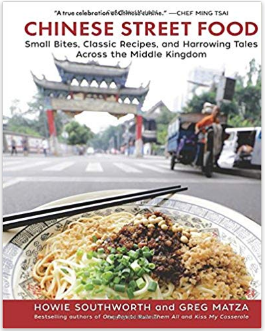 "A true celebration of Chinese cuisine." —CHEF MING TSAI
CHINESE STREET FOOD
Small Bites, Classic Recipes, and Harrowing Tales
Across the Middle Kingdom
HOWIE SOUTHWORTH and GREG MATZA
Bestselling authors of One Pan to Rule Them All and Kiss My Casserole